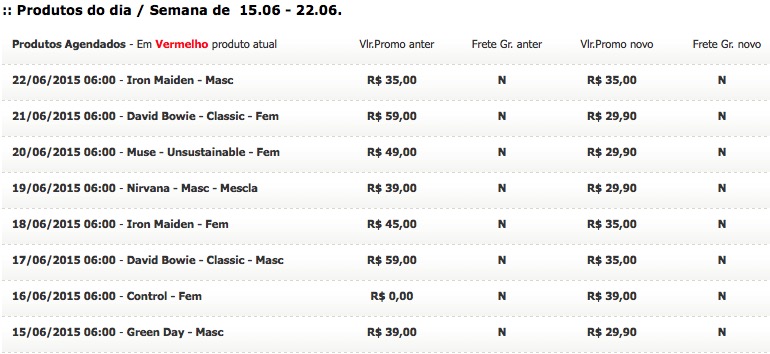 :: Produtos do dia / Semana de 15.06 - 22.06.
Produtos Agendados - Em Vermelho produto atual Vlr.Promo anter Frete Gr. anter Vlr.Promo novo Frete Gr. novo
22/06/2015 06:00 - Iron Maiden - Masc R$ 35,00 N R$ 35,00 N
21/06/2015 06:00 - David Bowie - Classic - Fem R$ 59,00 N R$ 29,90 N
20/06/2015 06:00 - Muse - Unsustainable - Fem R$ 49,00 N R$ 29,90 N
19/06/2015 06:00 - Nirvana - Masc - Mescla R$ 39,00 N R$ 29,90 N
18/06/2015 06:00 - Iron Maiden - Fem R$ 45,00 N R$ 35,00 N
17/06/2015 06:00 - David Bowie - Classic - Masc R$ 59,00 N R$ 35,00 N
16/06/2015 06:00 - Control - Fem R$ 0,00 N R$ 39,00 N
15/06/2015 06:00 - Green Day - Masc R$ 39,00 N R$ 29,90 N